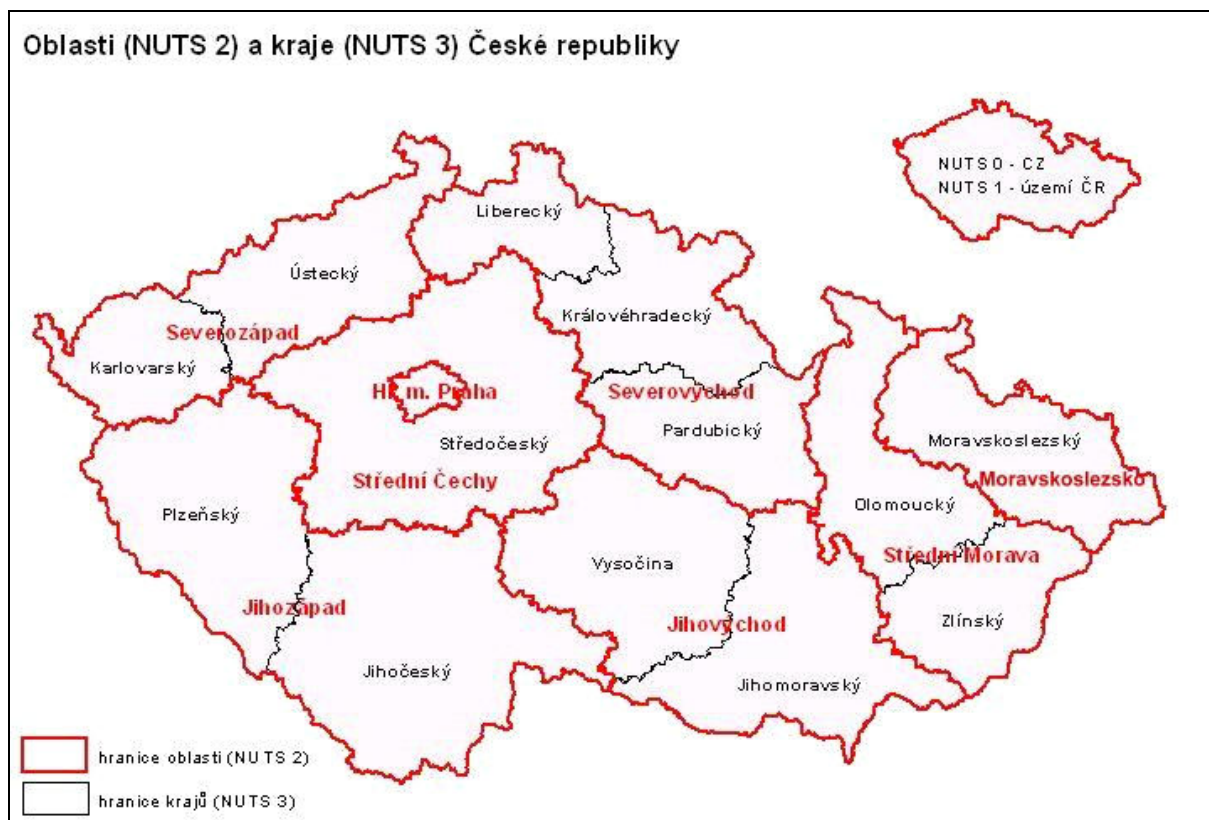 Oblasti (NUTS 2) a kraje (NUTS 3) České republiky
NUTS 0 - CZ
NUTS 1 - území ČR
Liberecký
Ústecký
Královéhradecký
Severozápad
Karlovarský
Hl. m. Praha
Severovýchod
Pardubický
Středočeský
Moravskoslezský
Střední Čechy
Moravskoslezsko
Plzeňský
Olomoucký
Vysočina
Střední Morava
Jihozápad
Jihovýchod
Zlínský
Jihočeský
Jihomoravský
hranice oblasti (NUTS 2)
hranice krajů (NUTS 3)